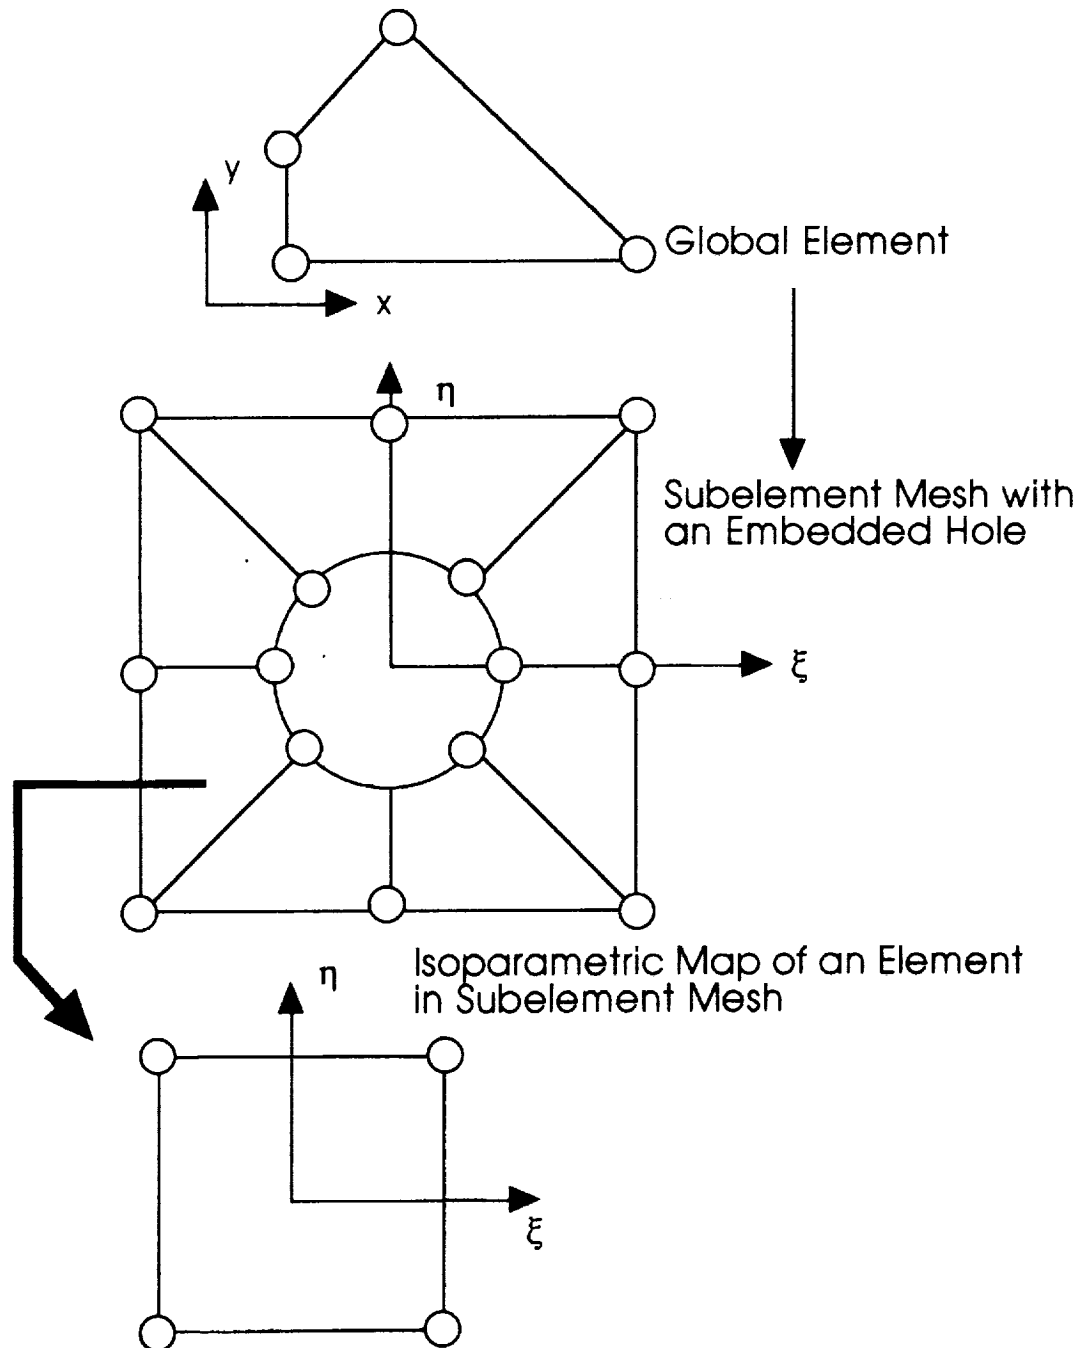 y
Global Element
x
η
Subelement Mesh with
an Embedded Hole
ξ
Isoparametric Map of an Element
in Subelement Mesh
η
ξ